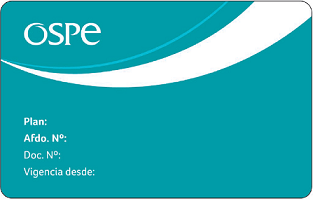 OSPe
Plan:
Afdo. Nº:
Doc. Nº:
Vigencia desde: